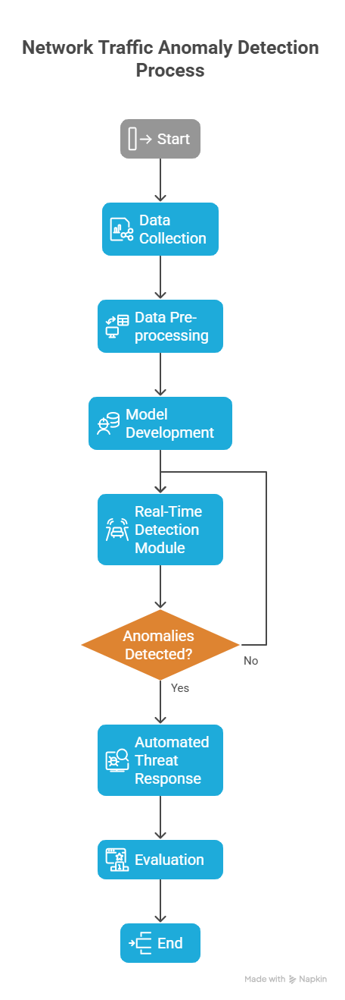 Network Traffic Anomaly Detection
Process
Start
Data
Collection
Data Pre-
processing
Model
Development
Real-Time
Detection
Module
Anomalies
Detected?
No
Yes
Automated
Threat
Response
Evaluation
End
Made with Napkin